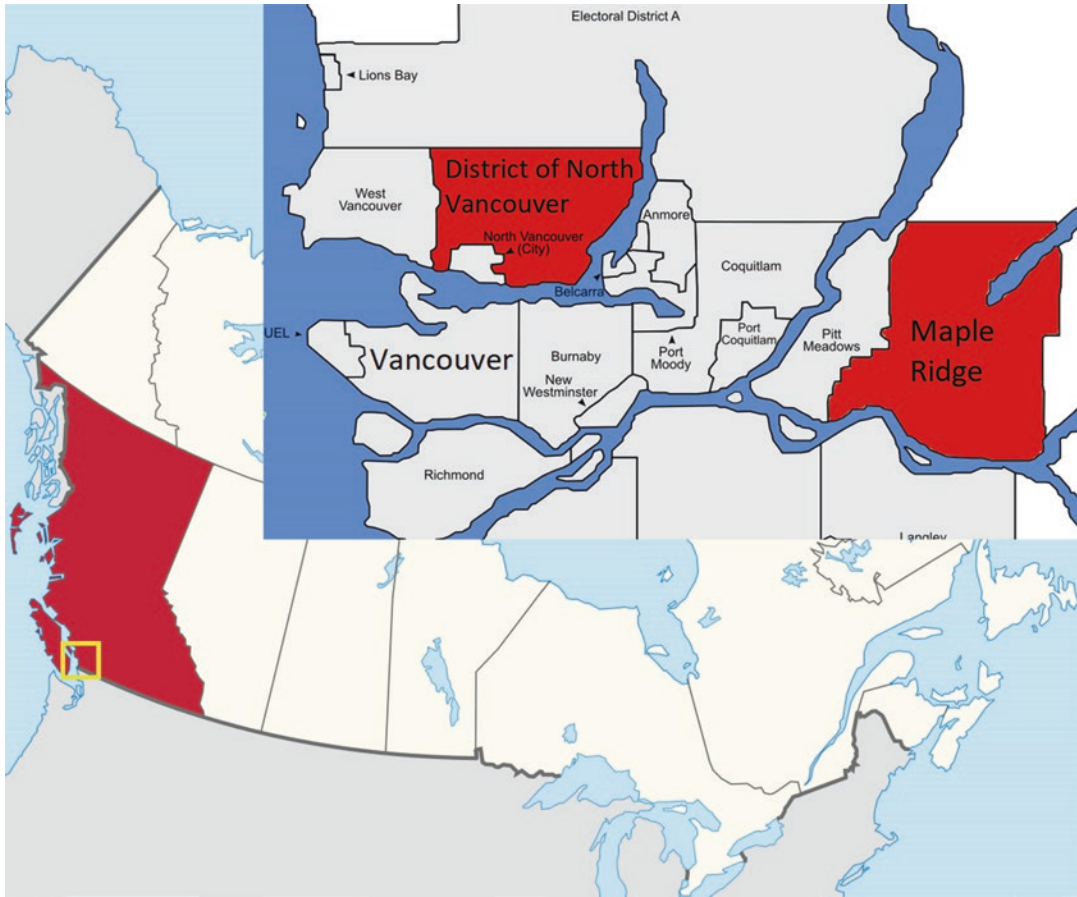 Electoral District A
Lions Bay
District of North
Vancouver
West
Vancouver
Anmore
North Vancouver
(City)
Coquitlam
Belcarra
UEL
Vancouver
Burnaby
Port
Moody
Port
Coquitlam
Pitt
Meadows
Maple
Ridge
New
Westminster
Richmond
Langley